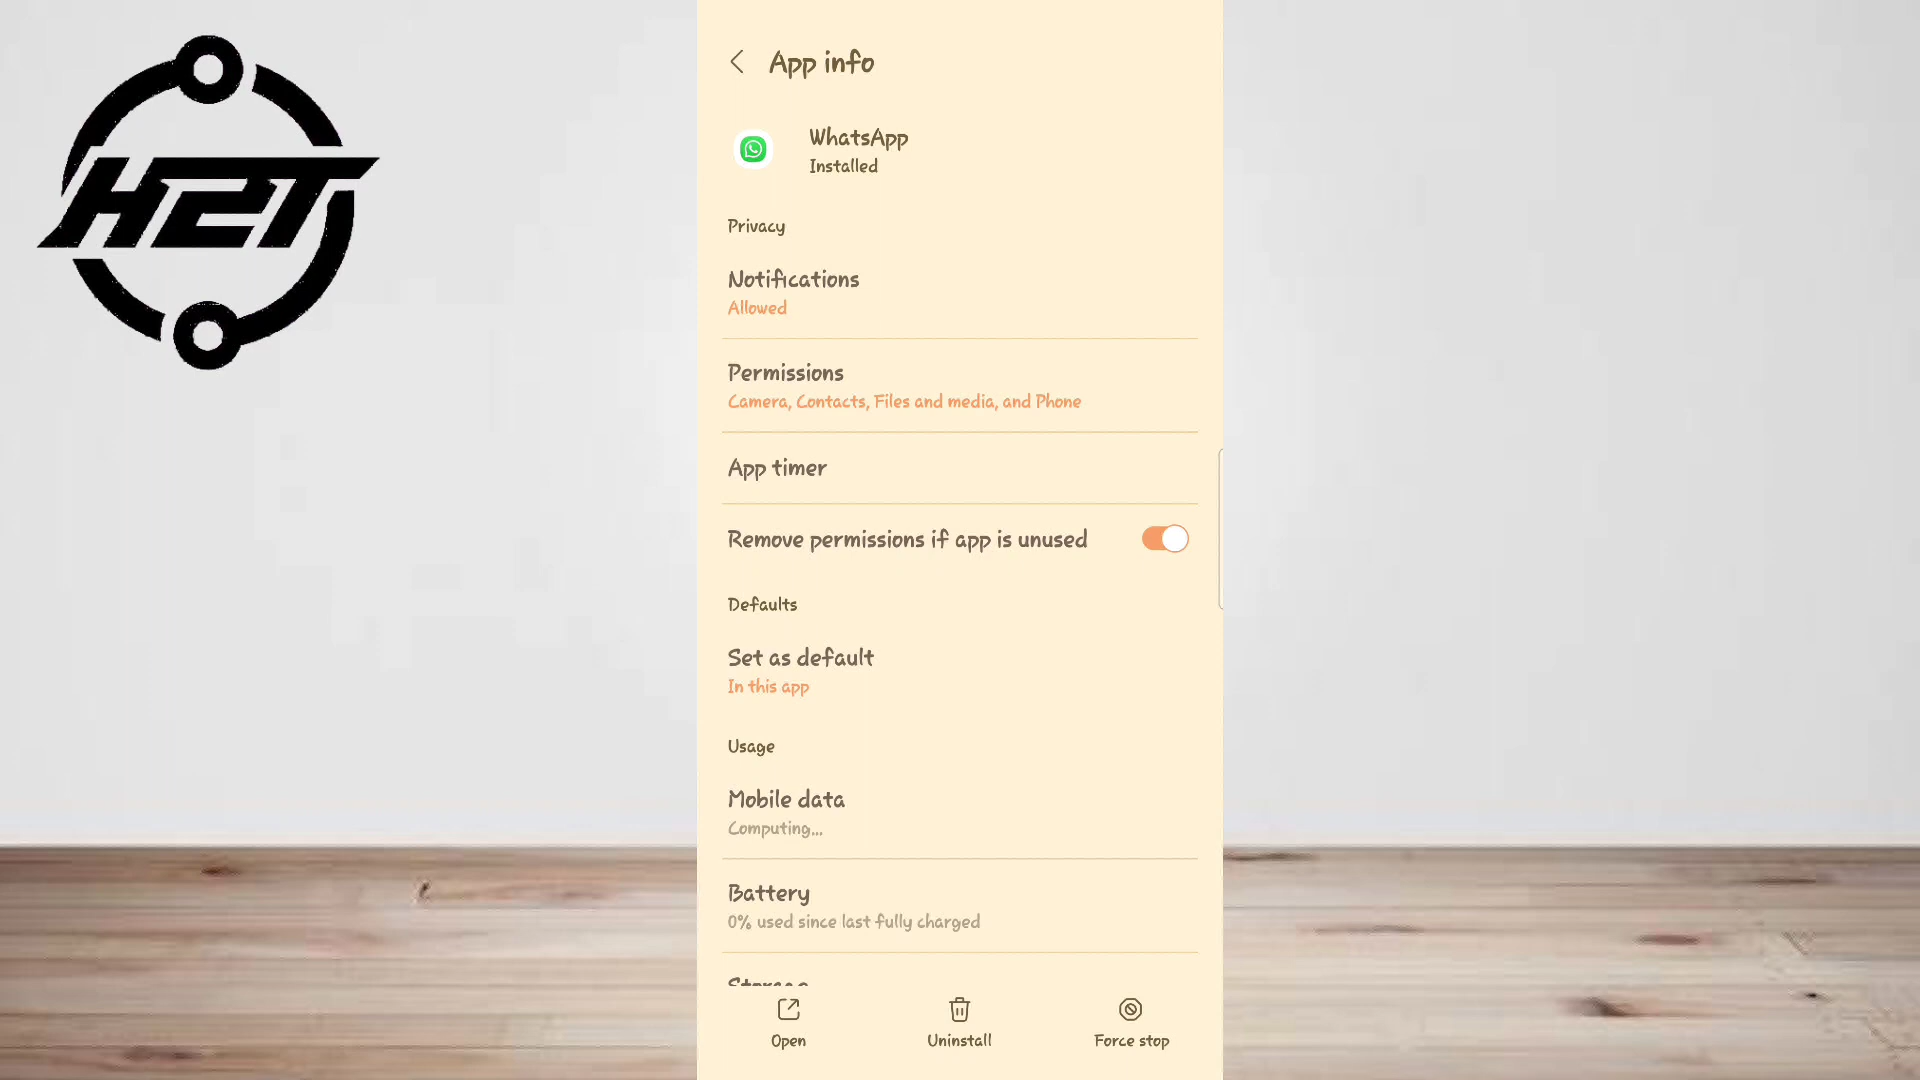 H2T
App info
WhatsApp
Installed
Privacy
Notifications
Allowed
Permissions
Camera, Contacts, Files and media, and Phone
App timer
Remove permissions if app is unused
Defaults
Set as default
In this app
Usage
Mobile data
Computing...
Battery
0% used since last fully charged
Storage
Open
Uninstall
Force stop